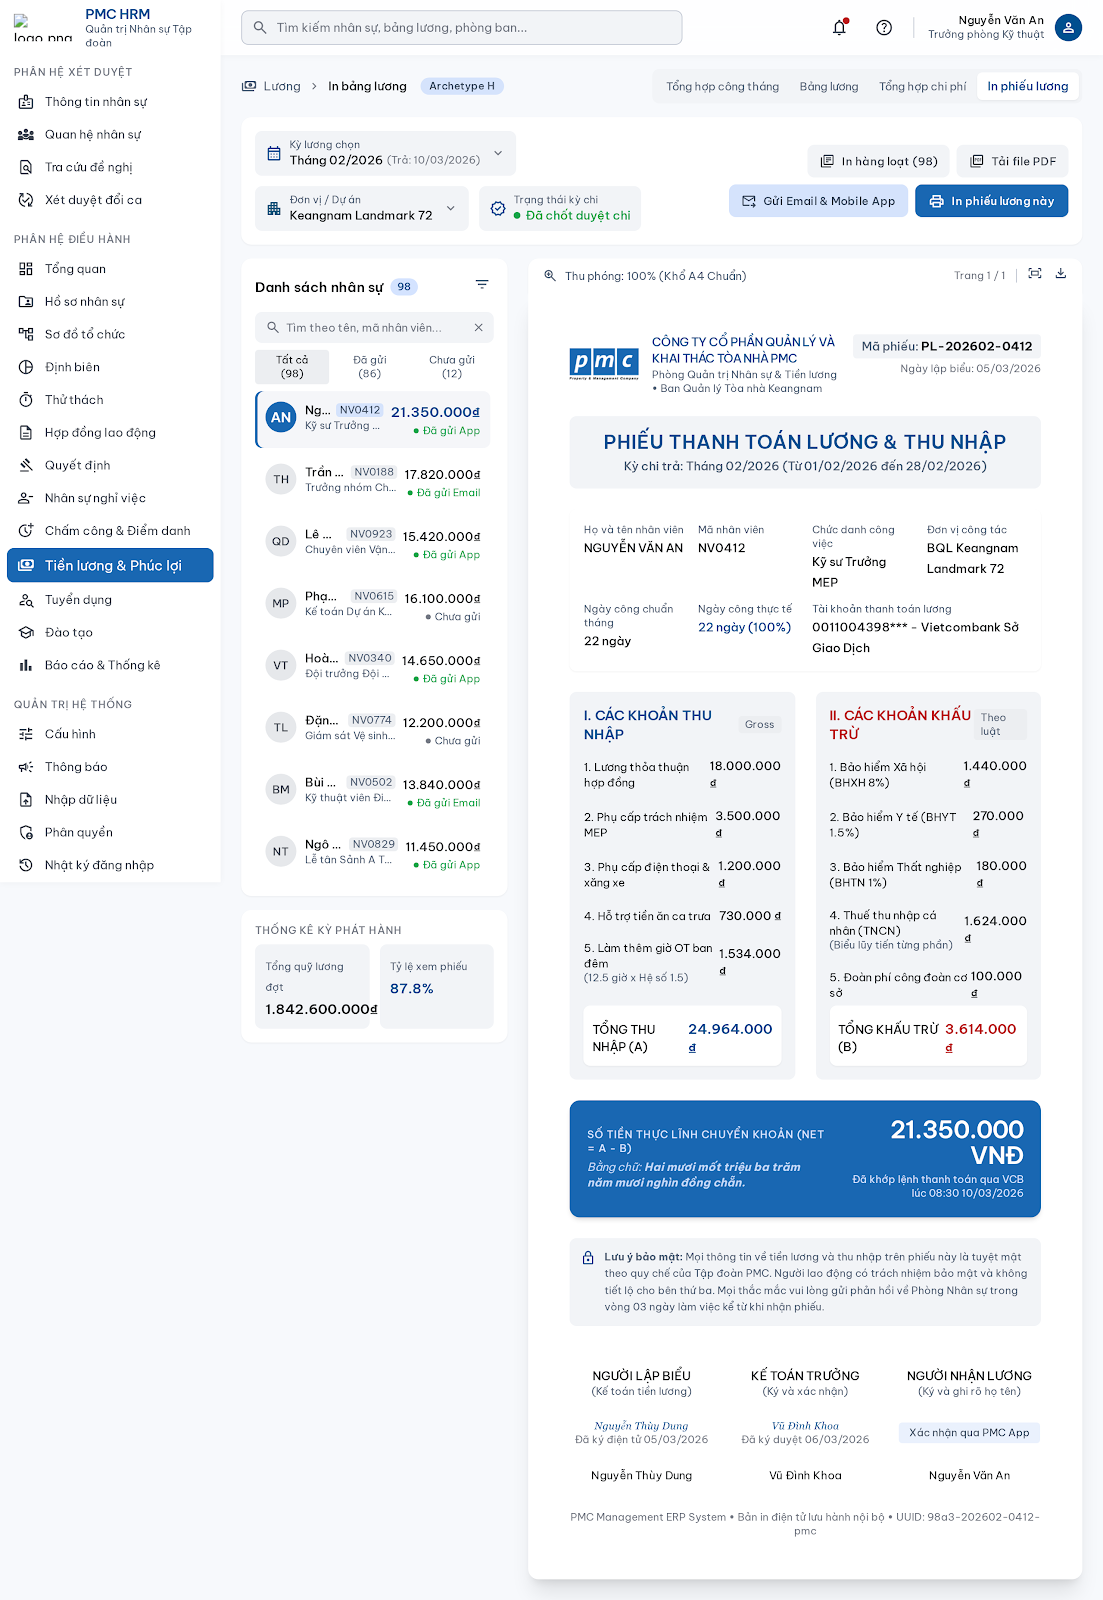 logo png
PMC HRM
Quản trị Nhân sự Tập đoàn
PHÂN HỆ XÉT DUYỆT
Thông tin nhân sự
Quan hệ nhân sự
Tra cứu đề nghị
Xét duyệt đổi ca
PHÂN HỆ ĐIỀU HÀNH
Tổng quan
Hồ sơ nhân sự
Sơ đồ tổ chức
Định biên
Thử thách
Hợp đồng lao động
Quyết định
Nhân sự nghỉ việc
Chấm công & Điểm danh
Tiền lương & Phúc lợi
Tuyển dụng
Đào tạo
Báo cáo & Thống kê
QUẢN TRỊ HỆ THỐNG
Cấu hình
Thông báo
Nhập dữ liệu
Phân quyền
Nhật ký đăng nhập
Tìm kiếm nhân sự, bảng lương, phòng ban...
Nguyễn Văn An
Trưởng phòng Kỹ thuật
Lương
In bảng lương
Archetype H
Tổng hợp công tháng
Bảng lương
Tổng hợp chi phí
In phiếu lương
Kỳ lương chọn
Tháng 02/2026 (Trả: 10/03/2026)
Đơn vị / Dự án
Keangnam Landmark 72
Trạng thái kỳ chi
Đã chốt duyệt chi
In hàng loạt (98)
Tải file PDF
Gửi Email & Mobile App
In phiếu lương này
Danh sách nhân sự 98
Tìm theo tên, mã nhân viên...
Tất cả (98)
Đã gửi (86)
Chưa gửi (12)
AN Ng... NV0412 21.350.000₫
Kỹ sư Trưởng ... Đã gửi App
TH Trần ... NV0188 17.820.000₫
Trưởng nhóm Ch... Đã gửi Email
QD Lê ... NV0923 15.420.000₫
Chuyên viên Vận... Đã gửi App
MP Phạ... NV0615 16.100.000₫
Kế toán Dự án K... Chưa gửi
VT Hoà... NV0340 14.650.000₫
Đội trưởng Đội ... Đã gửi App
TL Đặn... NV0774 12.200.000₫
Giám sát Vệ sinh... Chưa gửi
BM Bùi ... NV0502 13.840.000₫
Kỹ thuật viên Đi... Đã gửi Email
NT Ngô ... NV0829 11.450.000₫
Lễ tân Sảnh A T... Đã gửi App
THỐNG KÊ KỲ PHÁT HÀNH
Tổng quỹ lương đợt
1.842.600.000₫
Tỷ lệ xem phiếu
87.8%
Thu phóng: 100% (Khổ A4 Chuẩn)
Trang 1 / 1
pmc
Property & Management Company
CÔNG TY CỔ PHẦN QUẢN LÝ VÀ
KHAI THÁC TÒA NHÀ PMC
Phòng Quản trị Nhân sự & Tiền lương
• Ban Quản lý Tòa nhà Keangnam
Mã phiếu: PL-202602-0412
Ngày lập biểu: 05/03/2026
PHIẾU THANH TOÁN LƯƠNG & THU NHẬP
Kỳ chi trả: Tháng 02/2026 (Từ 01/02/2026 đến 28/02/2026)
Họ và tên nhân viên
NGUYỄN VĂN AN
Mã nhân viên
NV0412
Chức danh công việc
Kỹ sư Trưởng MEP
Đơn vị công tác
BQL Keangnam Landmark 72
Ngày công chuẩn tháng
22 ngày
Ngày công thực tế
22 ngày (100%)
Tài khoản thanh toán lương
0011004398*** - Vietcombank Sở Giao Dịch
I. CÁC KHOẢN THU NHẬP
Gross
1. Lương thỏa thuận hợp đồng 18.000.000 ₫
2. Phụ cấp trách nhiệm MEP 3.500.000 ₫
3. Phụ cấp điện thoại & xăng xe 1.200.000 ₫
4. Hỗ trợ tiền ăn ca trưa 730.000 ₫
5. Làm thêm giờ OT ban đêm 1.534.000 ₫
(12.5 giờ x Hệ số 1.5)
TỔNG THU NHẬP (A) 24.964.000 ₫
II. CÁC KHOẢN KHẤU TRỪ
Theo luật
1. Bảo hiểm Xã hội (BHXH 8%) 1.440.000 ₫
2. Bảo hiểm Y tế (BHYT 1.5%) 270.000 ₫
3. Bảo hiểm Thất nghiệp (BHTN 1%) 180.000 ₫
4. Thuế thu nhập cá nhân (TNCN) 1.624.000 ₫
(Biểu lũy tiến từng phần)
5. Đoàn phí công đoàn cơ sở 100.000 ₫
TỔNG KHẤU TRỪ (B) 3.614.000 ₫
SỐ TIỀN THỰC LĨNH CHUYỂN KHOẢN (NET
= A - B)
Bằng chữ: Hai mươi mốt triệu ba trăm
năm mươi nghìn đồng chẵn.
21.350.000
VNĐ
Đã khớp lệnh thanh toán qua VCB
lúc 08:30 10/03/2026
Lưu ý bảo mật: Mọi thông tin về tiền lương và thu nhập trên phiếu này là tuyệt mật
theo quy chế của Tập đoàn PMC. Người lao động có trách nhiệm bảo mật và không
tiết lộ cho bên thứ ba. Mọi thắc mắc vui lòng gửi phản hồi về Phòng Nhân sự trong
vòng 03 ngày làm việc kể từ khi nhận phiếu.
NGƯỜI LẬP BIỂU
(Kế toán tiền lương)
Nguyễn Thùy Dung
Đã ký điện tử 05/03/2026
Nguyễn Thùy Dung
KẾ TOÁN TRƯỞNG
(Ký và xác nhận)
Vũ Đình Khoa
Đã ký duyệt 06/03/2026
Vũ Đình Khoa
NGƯỜI NHẬN LƯƠNG
(Ký và ghi rõ họ tên)
Xác nhận qua PMC App
Nguyễn Văn An
PMC Management ERP System • Bản in điện tử lưu hành nội bộ • UUID: 98a3-202602-0412-
pmc